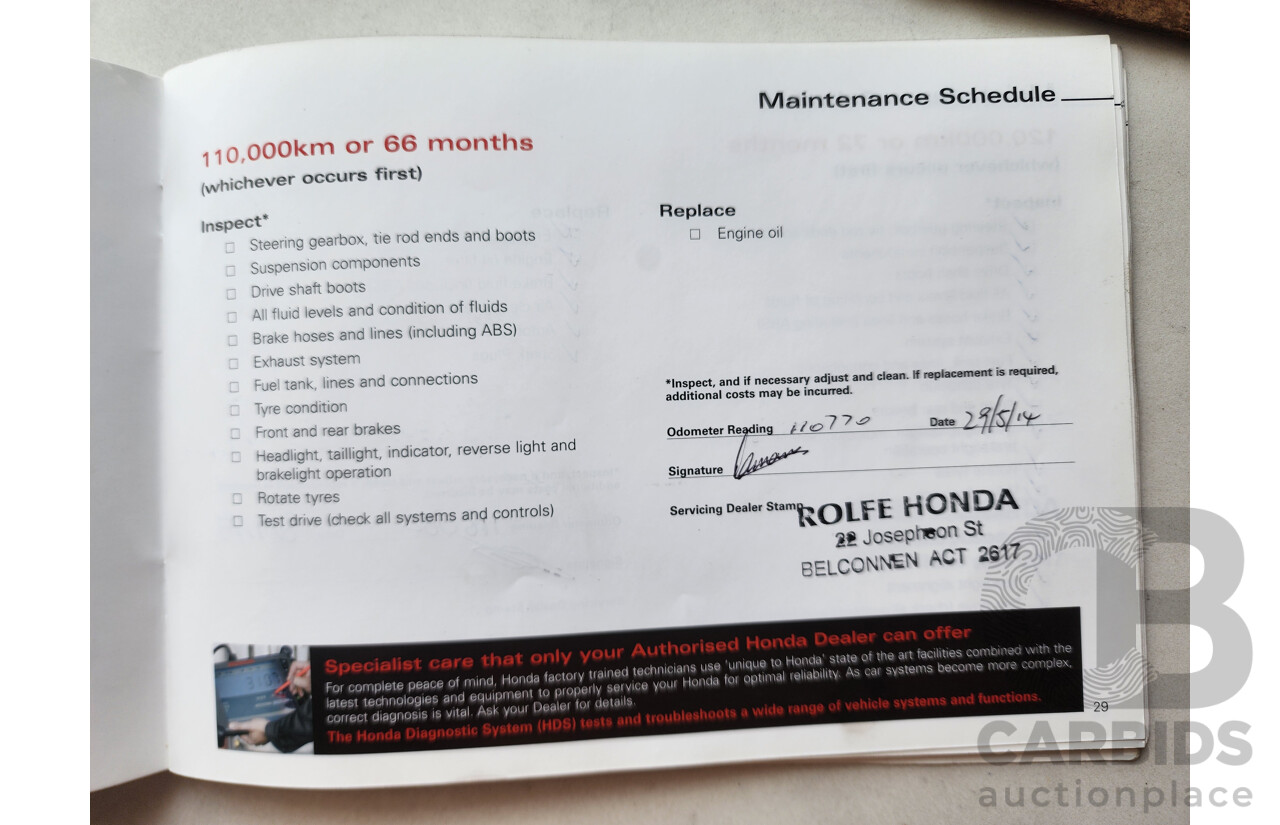 Maintenance Schedule
110,000km or 66 months
(whichever occurs first)
Inspect*
Steering gearbox, tie rod ends and boots
Suspension components
Drive shaft boots
All fluid levels and condition of fluids
Brake hoses and lines (including ABS)
Exhaust system
Fuel tank, lines and connections
Tyre condition
Front and rear brakes
Headlight, taillight, indicator, reverse light and
brakelight operation
Rotate tyres
Test drive (check all systems and controls)
Replace
Engine oil
*Inspect, and if necessary adjust and clean. If replacement is required,
additional costs may be incurred.
Odometer Reading 110770 Date 29/5/14
Signature
Servicing Dealer Stamp
ROLFE HONDA
22 Josephson St
BELCONNEN ACT 2617
Specialist care that only your Authorised Honda Dealer can offer
For complete peace of mind, Honda factory trained technicians use 'unique to Honda' state of the art facilities combined with the
latest technologies and equipment to properly service your Honda for optimal reliability. As car systems become more complex,
correct diagnosis is vital. Ask your Dealer for details.
The Honda Diagnostic System (HDS) tests and troubleshoots a wide range of vehicle systems and functions.
29
CARBIDS
auctionplace